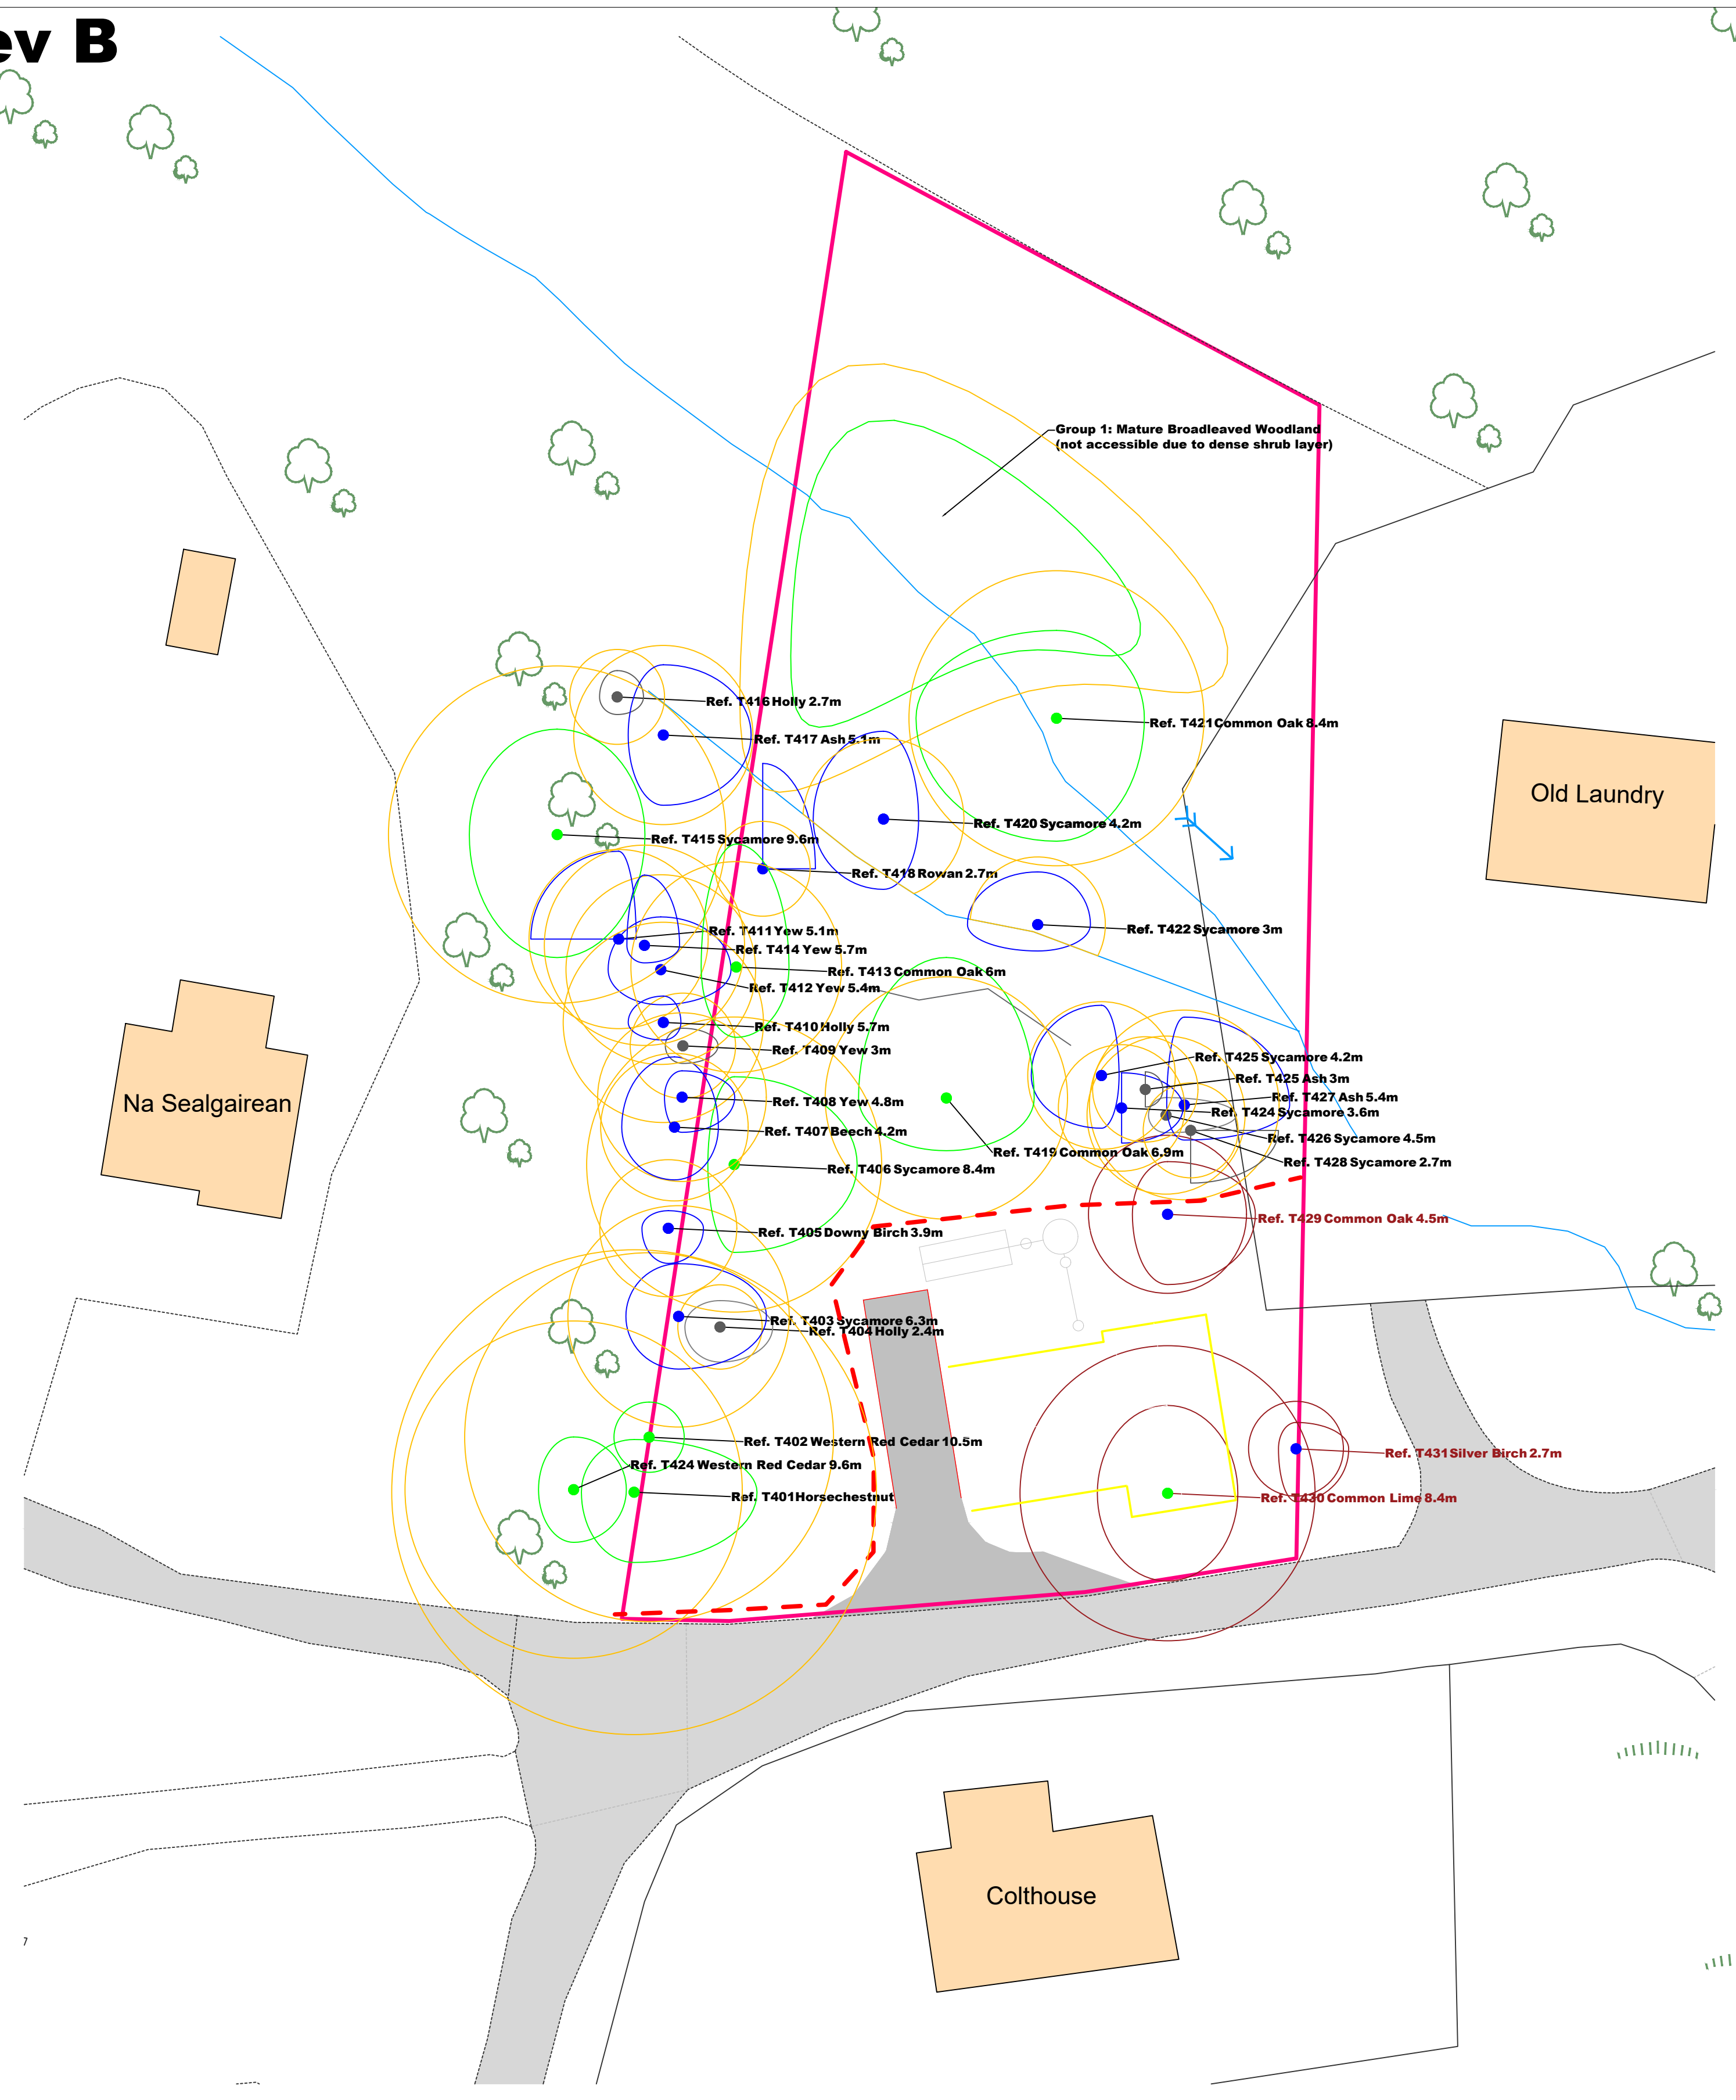 ev B
Group 1: Mature Broadleaved Woodland
(not accessible due to dense shrub layer)
Ref. T416 Holly 2.7m
Ref. T421 Common Oak 8.4m
Ref. T417 Ash 5.1m
Old Laundry
Ref. T420 Sycamore 4.2m
Ref. T415 Sycamore 9.6m
Ref. T418 Rowan 2.7m
Ref. T411 Yew 5.1m
Ref. T422 Sycamore 3m
Ref. T414 Yew 5.7m
Ref. T413 Common Oak 6m
Ref. T412 Yew 5.4m
Ref. T410 Holly 5.7m
Ref. T409 Yew 3m
Ref. T425 Sycamore 4.2m
Ref. T425 Ash 3m
Ref. T427 Ash 5.4m
Na Sealgairean
Ref. T408 Yew 4.8m
Ref. T424 Sycamore 3.6m
Ref. T407 Beech 4.2m
Ref. T426 Sycamore 4.5m
Ref. T419 Common Oak 6.9m
Ref. T428 Sycamore 2.7m
Ref. T406 Sycamore 8.4m
Ref. T429 Common Oak 4.5m
Ref. T405 Downy Birch 3.9m
Ref. T403 Sycamore 6.3m
Ref. T404 Holly 2.4m
Ref. T402 Western Red Cedar 10.5m
Ref. T431 Silver Birch 2.7m
Ref. T424 Western Red Cedar 9.6m
Ref. T401 Horsechestnut
Ref. T430 Common Lime 8.4m
Colthouse